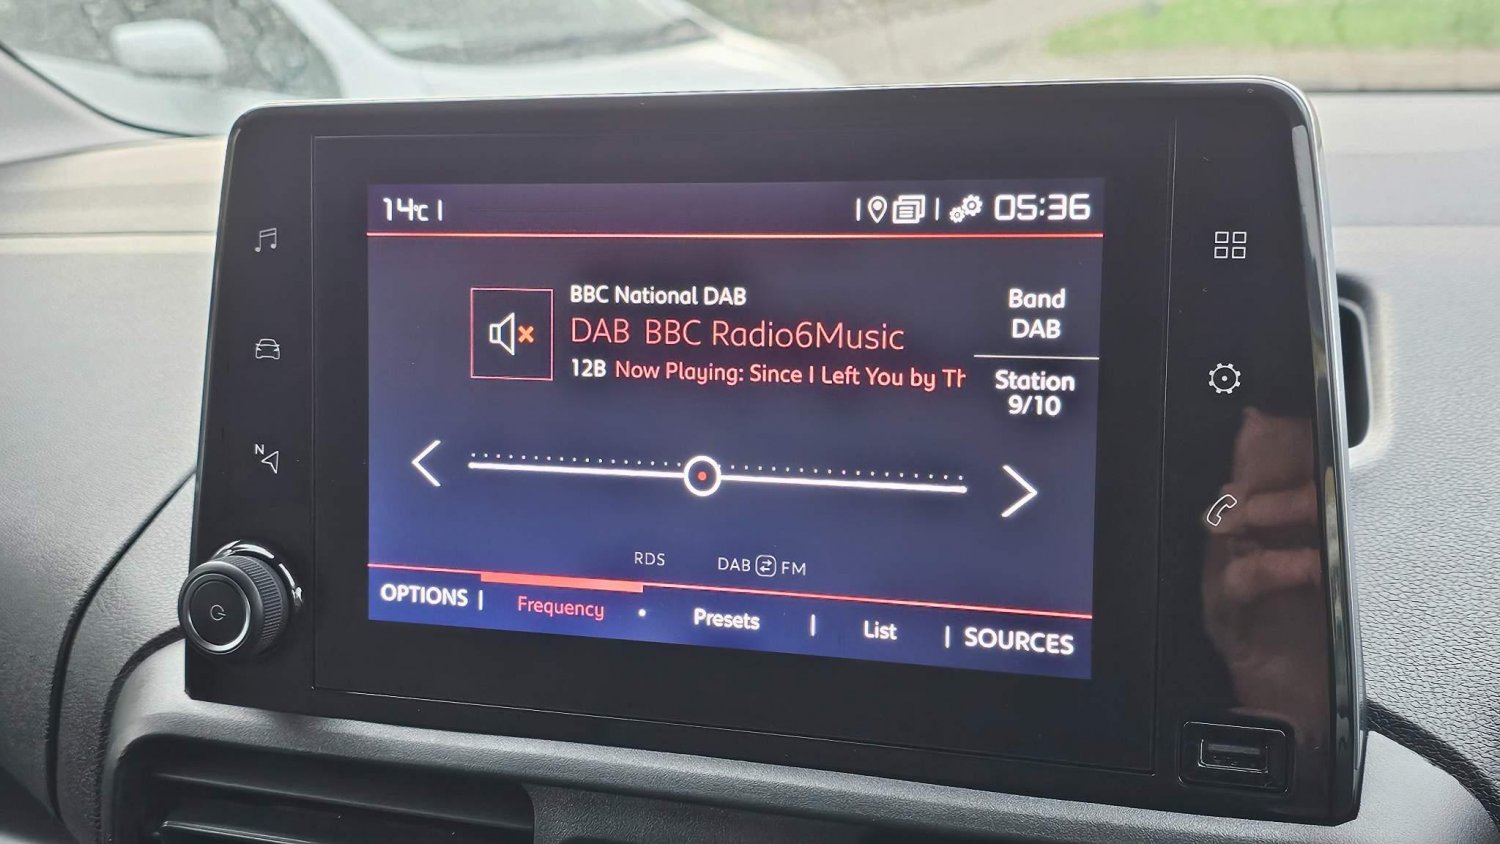 14°C
05:36
BBC National DAB
DAB BBC Radio6Music
12B Now Playing: Since I Left You by Th
Band
DAB
Station
9/10
N
RDS
DAB FM
OPTIONS Frequency Presets List SOURCES